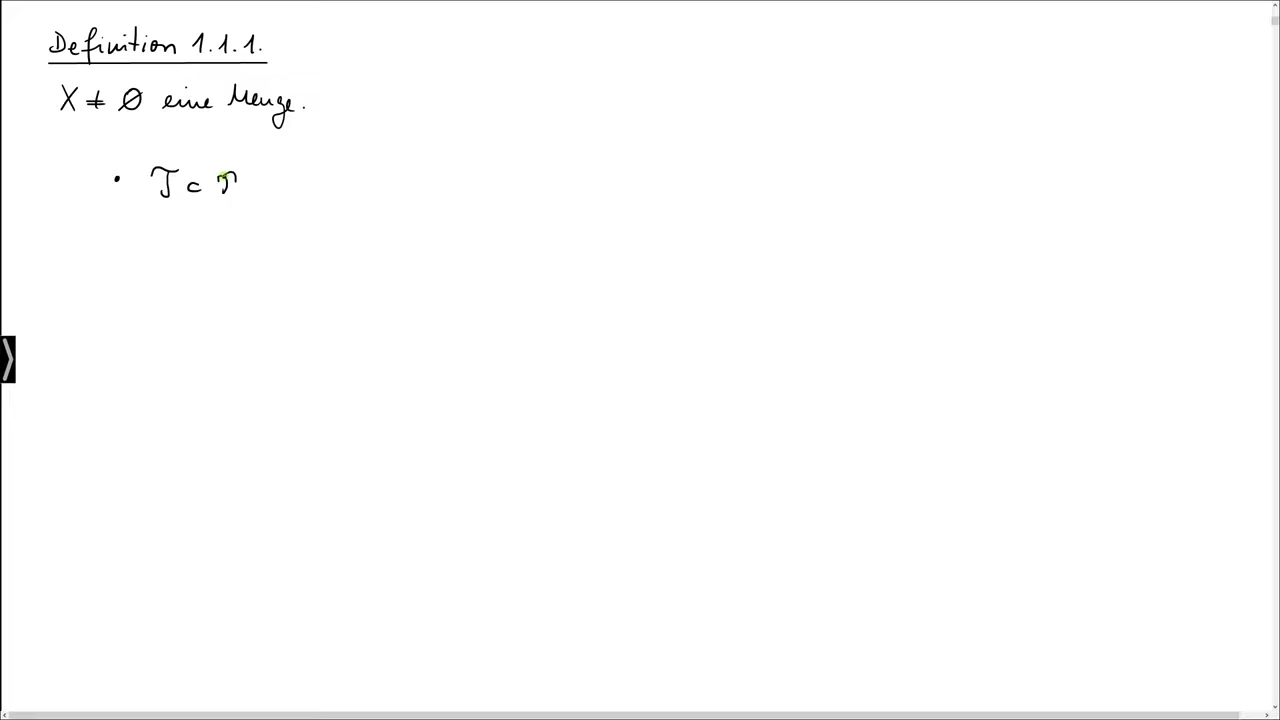 Definition 1.1.1.
X ≠ ∅ eine Menge.
• 𝒯 ⊂